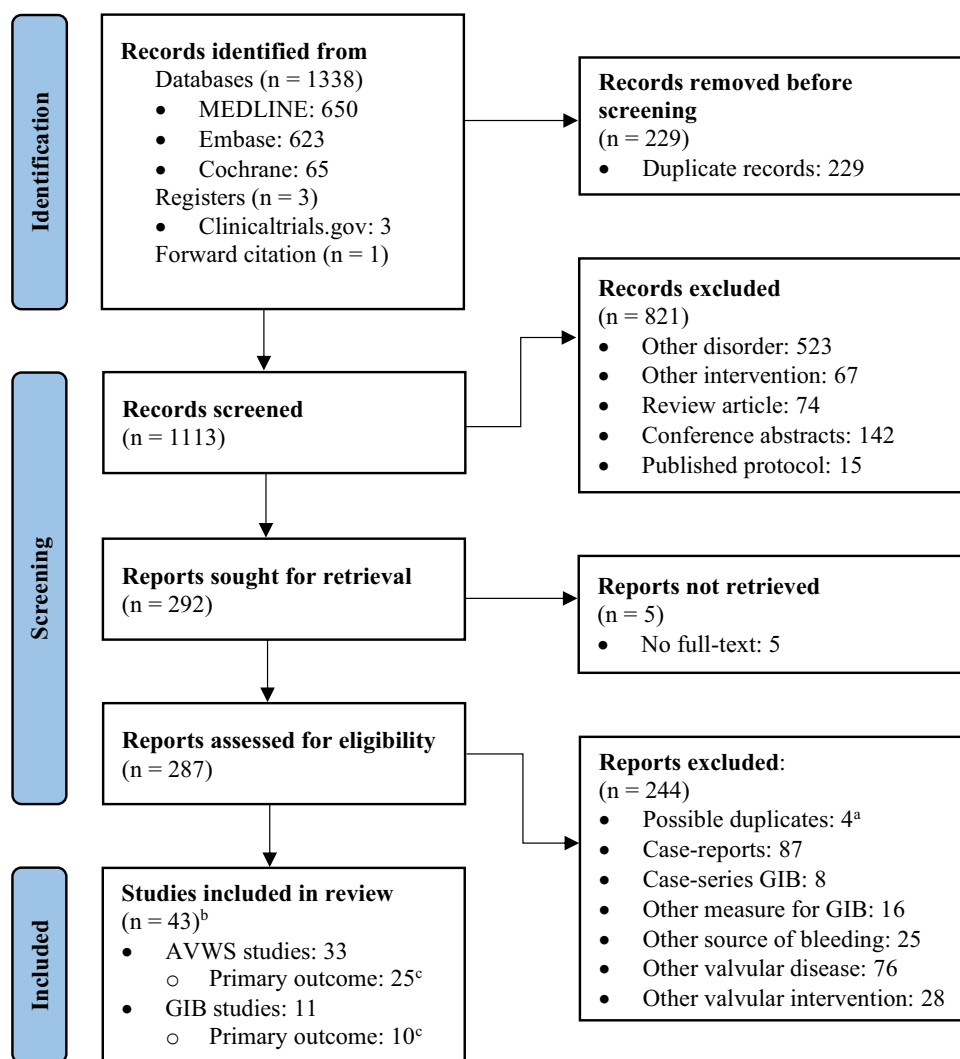 Identification
Records identified from
Databases (n = 1338)
• MEDLINE: 650
• Embase: 623
• Cochrane: 65
Registers (n = 3)
• Clinicaltrials.gov: 3
Forward citation (n = 1)
Records removed before
screening
(n = 229)
• Duplicate records: 229
Screening
Records screened
(n = 1113)
Records excluded
(n = 821)
• Other disorder: 523
• Other intervention: 67
• Review article: 74
• Conference abstracts: 142
• Published protocol: 15
Reports sought for retrieval
(n = 292)
Reports not retrieved
(n = 5)
• No full-text: 5
Reports assessed for eligibility
(n = 287)
Reports excluded:
(n = 244)
• Possible duplicates: 4ᵃ
• Case-reports: 87
• Case-series GIB: 8
• Other measure for GIB: 16
• Other source of bleeding: 25
• Other valvular disease: 76
• Other valvular intervention: 28
Included
Studies included in review
(n = 43)ᵇ
• AVWS studies: 33
o Primary outcome: 25ᶜ
• GIB studies: 11
o Primary outcome: 10ᶜ